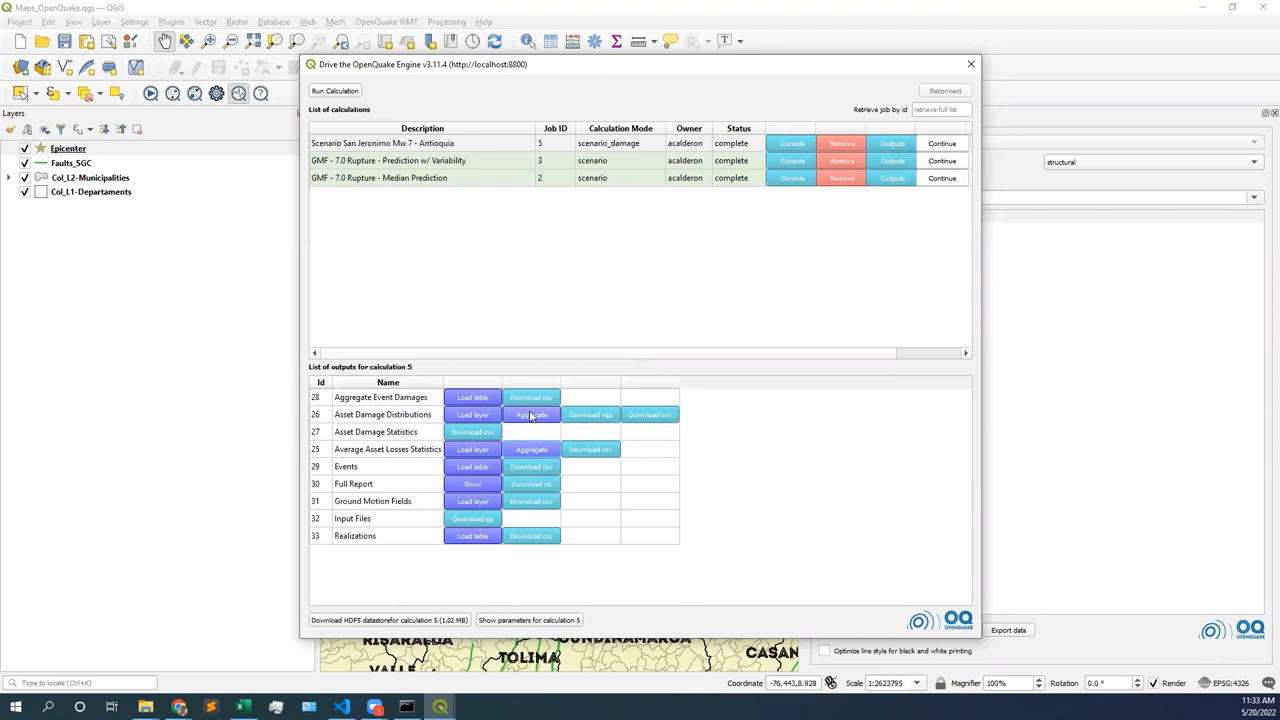 Maps_OpenQuake.qgs — QGIS
Project Edit View Layer Settings Plugins Vector Raster Database Web Mesh OpenQuake IRMT Processing Help
Drive the OpenQuake Engine v3.11.4 (http://localhost:8800)
Run Calculation Reconnect
List of calculations Retrieve job by id retrieve full list
Description Job ID Calculation Mode Owner Status
Scenario San Jeronimo Mw 7 - Antioquia 5 scenario_damage acalderon complete Console Remove Outputs Continue
GMF - 7.0 Rupture - Prediction w/ Variability 3 scenario acalderon complete Console Remove Outputs Continue
GMF - 7.0 Rupture - Median Prediction 2 scenario acalderon complete Console Remove Outputs Continue
Layers
Epicenter
Faults_SGC
Col_L2-Municipalities
Col_L1-Departaments
structural
List of outputs for calculation 5
Id Name
28 Aggregate Event Damages Load table Download csv
26 Asset Damage Distributions Load layer Aggregate Download npz Download csv
27 Asset Damage Statistics Download csv
25 Average Asset Losses Statistics Load layer Aggregate Download csv
29 Events Load table Download csv
30 Full Report Show Download rst
31 Ground Motion Fields Load layer Download csv
32 Input Files Download zip
33 Realizations Load table Download csv
Download HDF5 datastorefor calculation 5 (1.02 MB) Show parameters for calculation 5
OQ
OPENQUAKE
Export data
OQ
OPENQUAKE
RISARALDA
CUNDINAMARCA
TOLIMA
CASAN
VALLE
Optimize line style for black and white printing
Type to locate (Ctrl+K) Coordinate -76.443,8.928 Scale 1:2623795 Magnifier 100% Rotation 0.0 ° Render EPSG:4326
11:33 AM
5/20/2022